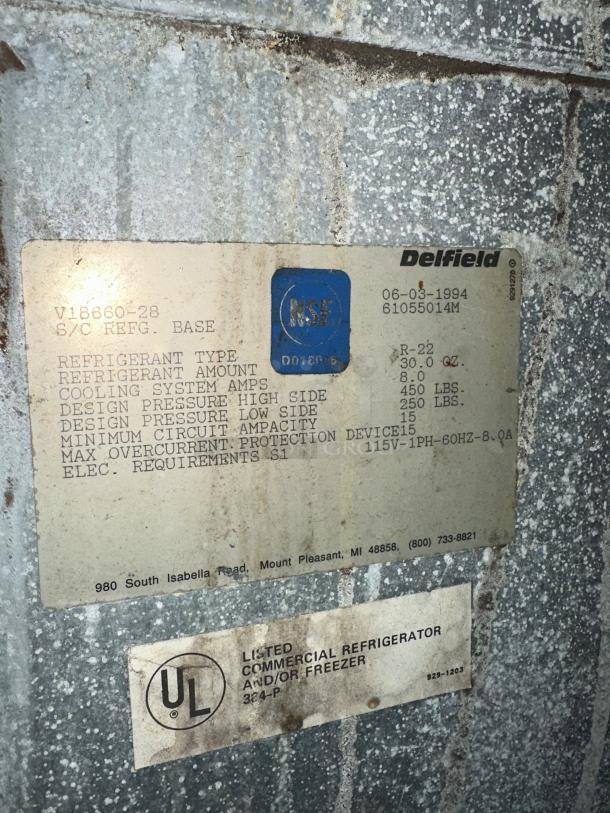 Delfield
V18660-28
S/C REFG. BASE
NSF
06-03-1994
61055014M
9291270
REFRIGERANT TYPE R-22
REFRIGERANT AMOUNT 30.0 OZ.
COOLING SYSTEM AMPS 8.0
DESIGN PRESSURE HIGH SIDE 450 LBS.
DESIGN PRESSURE LOW SIDE 250 LBS.
MINIMUM CIRCUIT AMPACITY 15
MAX OVERCURRENT PROTECTION DEVICE15
ELEC. REQUIREMENTS S1 115V-1PH-60HZ-8.0A
980 South Isabella Road, Mount Pleasant, MI 48858, (800) 733-8821
UL
LISTED
COMMERCIAL REFRIGERATOR
AND/OR FREEZER
384-P
929-1203